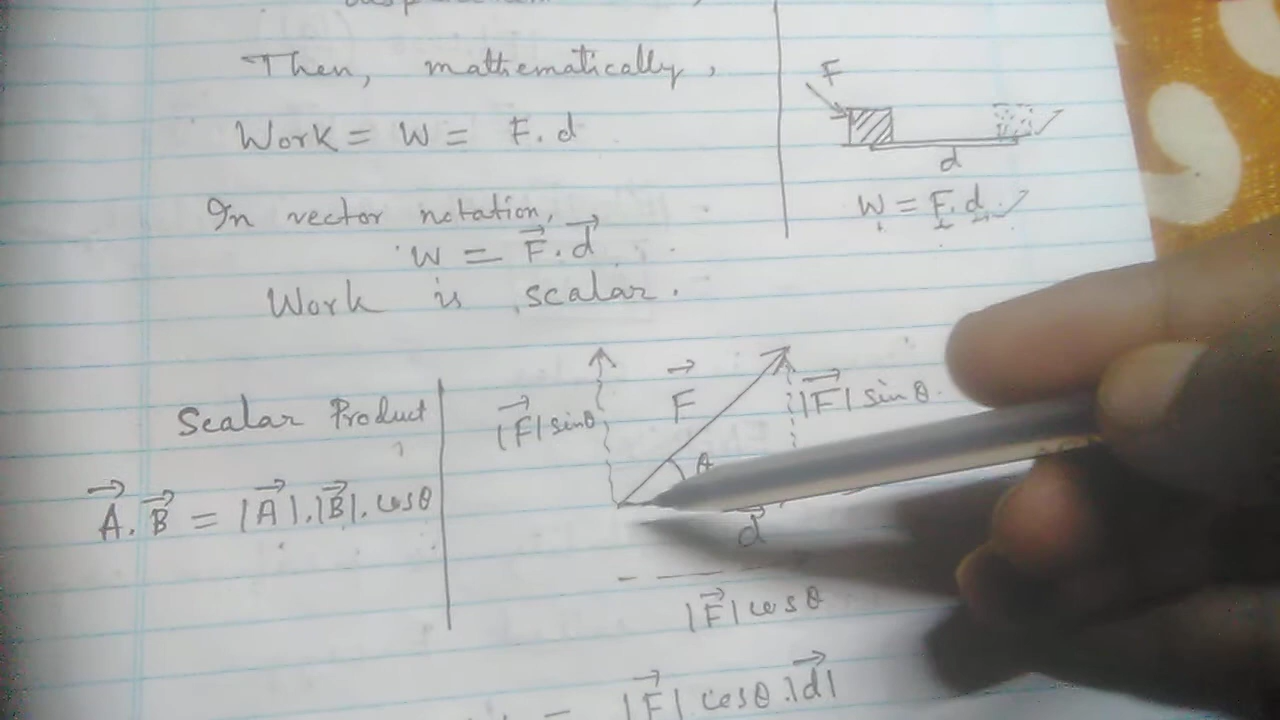 Then, mathematically,
Work = W = F. d
In vector notation,
W = F⃗ . d⃗
Work is scalar.
F
d
W = F. d
Scalar Product
A⃗ . B⃗ = |A⃗| . |B⃗| . cosθ
|F⃗| sinθ
F⃗
|F⃗| sinθ
θ
d⃗
|F⃗| cosθ
= |F⃗| cosθ . |d⃗|